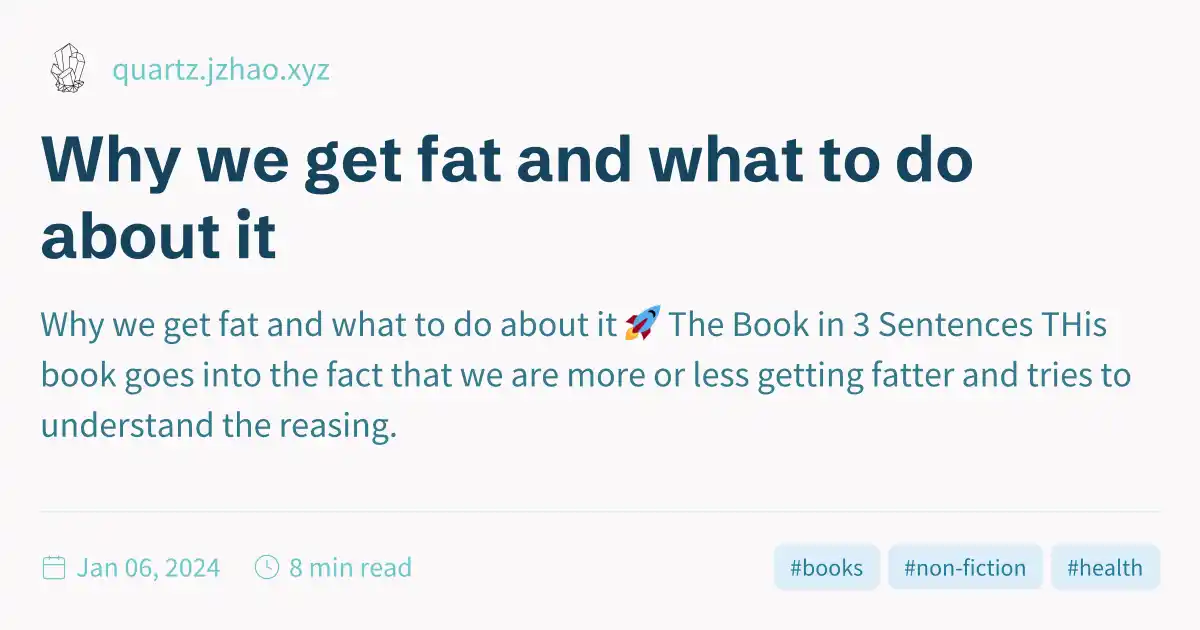 quartz.jzhao.xyz
Why we get fat and what to do
about it
Why we get fat and what to do about it 🚀 The Book in 3 Sentences THis
book goes into the fact that we are more or less getting fatter and tries to
understand the reasing.
Jan 06, 2024 8 min read #books #non-fiction #health